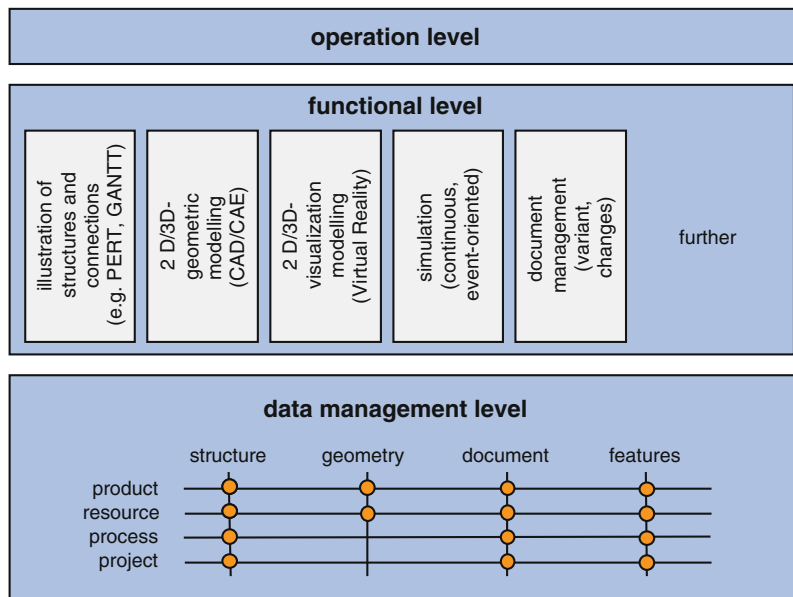 operation level
functional level
illustration of
structures and
connections
(e.g. PERT, GANTT)
2 D/3D-
geometric
modelling
(CAD/CAE)
2 D/3D-
visualization
modelling
(Virtual Reality)
simulation
(continuous,
event-oriented)
document
management
(variant,
changes)
further
data management level
structure geometry document features
product
resource
process
project